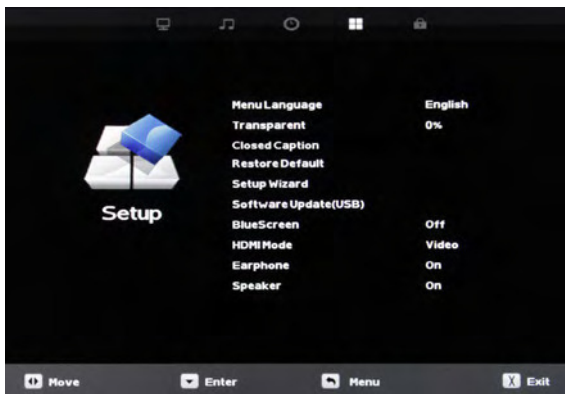 Menu Language English
Transparent 0%
Closed Caption
Restore Default
Setup Wizard
Software Update(USB)
Setup
BlueScreen Off
HDMI Mode Video
Earphone On
Speaker On
Move Enter Menu X Exit